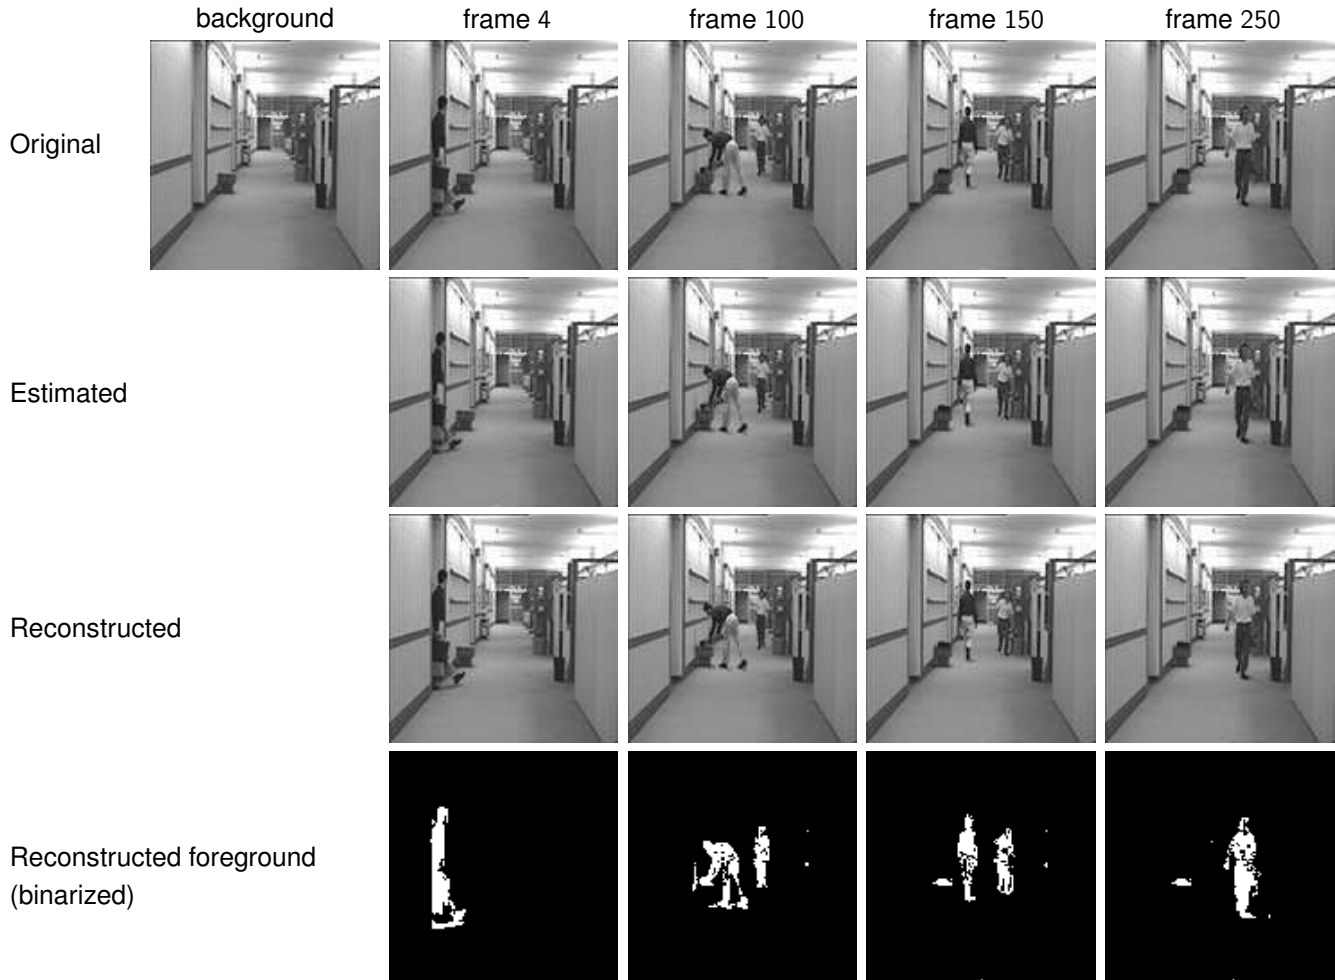 background
frame 4
frame 100
frame 150
frame 250
Original
Estimated
Reconstructed
Reconstructed foreground
(binarized)